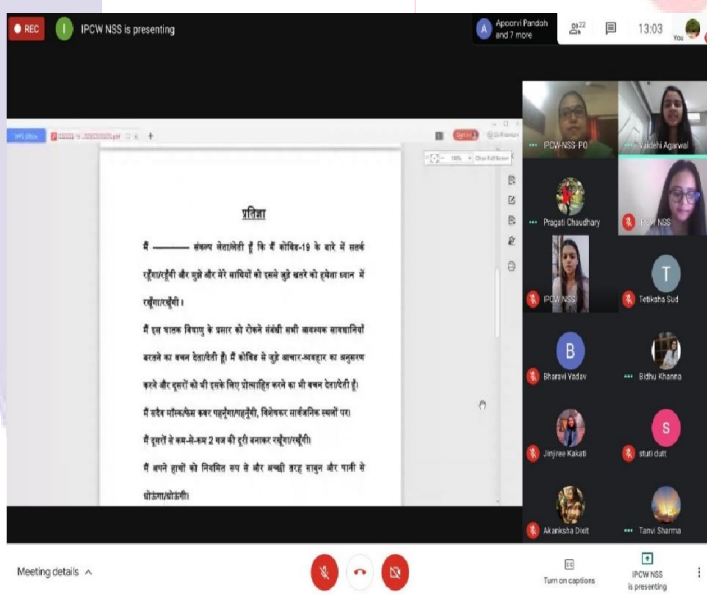 REC
I
IPCW NSS is presenting
A
Apoorvi Pandoh
and 7 more
22
13:03
You
IPCW-NSS-PO
Vaidehi Agarwal
Pragati Chaudhary
IPCW NSS
IPCW NSS
T
Tetiksha Sud
B
Bharavi Yadav
Bidhu Khanna
Jinjiree Kakati
S
stuti dutt
Akanksha Dixit
Tanvi Sharma
प्रतिज्ञा
मैं ———— संकल्प लेता/लेती हूँ कि मैं कोविड-19 के बारे में सतर्क
रहूँगा/रहूँगी और मुझे और मेरे साथियों को इससे जुड़े खतरे को हमेशा ध्यान में
रखूँगा/रखूँगी ।
मैं इस घातक विषाणु के प्रसार को रोकने संबंधी सभी आवश्यक सावधानियाँ
बरतने का वचन देता/देती हूँ। मैं कोविड से जुड़े आचार-व्यवहार का अनुसरण
करने और दूसरों को भी इसके लिए प्रोत्साहित करने का भी वचन देता/देती हूँ।
मैं सदैव मॉस्क/फेस कवर पहनूँगा/पहनूँगी, विशेषकर सार्वजनिक स्थलों पर।
मैं दूसरों से कम-से-कम 2 गज की दूरी बनाकर रखूँगा/रखूँगी।
मैं अपने हाथों को नियमित रूप से और अच्छी तरह साबुन और पानी से
धोऊंगा/धोऊंगी।
Meeting details
Turn on captions
IPCW NSS
is presenting